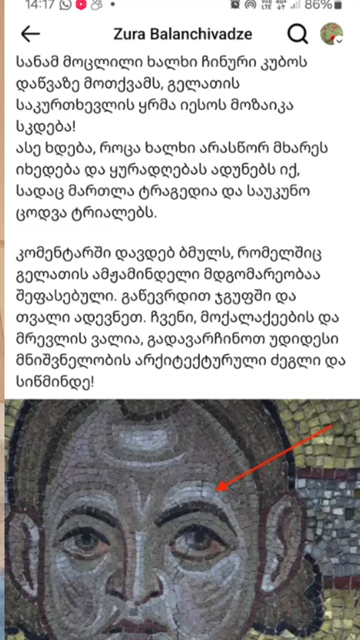 14:17
86%
Zura Balanchivadze
სანამ მოცლილი ხალხი ჩინური კუბოს
დაწვაზე მოთქვამს, გელათის
საკურთხევლის ყრმა იესოს მოზაიკა
სკდება!
ასე ხდება, როცა ხალხი არასწორ მხარეს
იხედება და ყურადღებას ადუნებს იქ,
სადაც მართლა ტრაგედია და საუკუნო
ცოდვა ტრიალებს.
კომენტარში დავდებ ბმულს, რომელშიც
გელათის ამჟამინდელი მდგომარეობაა
შეფასებული. გაწევრდით ჯგუფში და
თვალი ადევნეთ. ჩვენი, მოქალაქეების და
მრევლის ვალია, გადავარჩინოთ უდიდესი
მნიშვნელობის არქიტექტურული ძეგლი და
სიწმინდე!